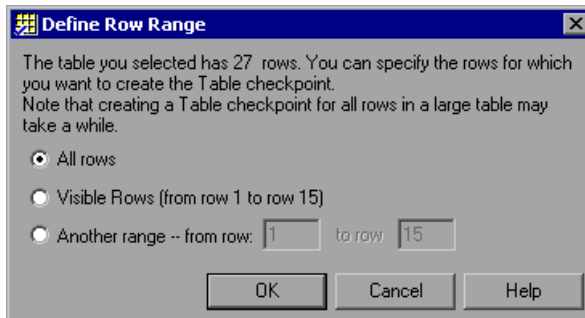 Define Row Range
The table you selected has 27 rows. You can specify the rows for which
you want to create the Table checkpoint.
Note that creating a Table checkpoint for all rows in a large table may
take a while.
All rows
Visible Rows (from row 1 to row 15)
Another range -- from row: 1 to row 15
OK Cancel Help